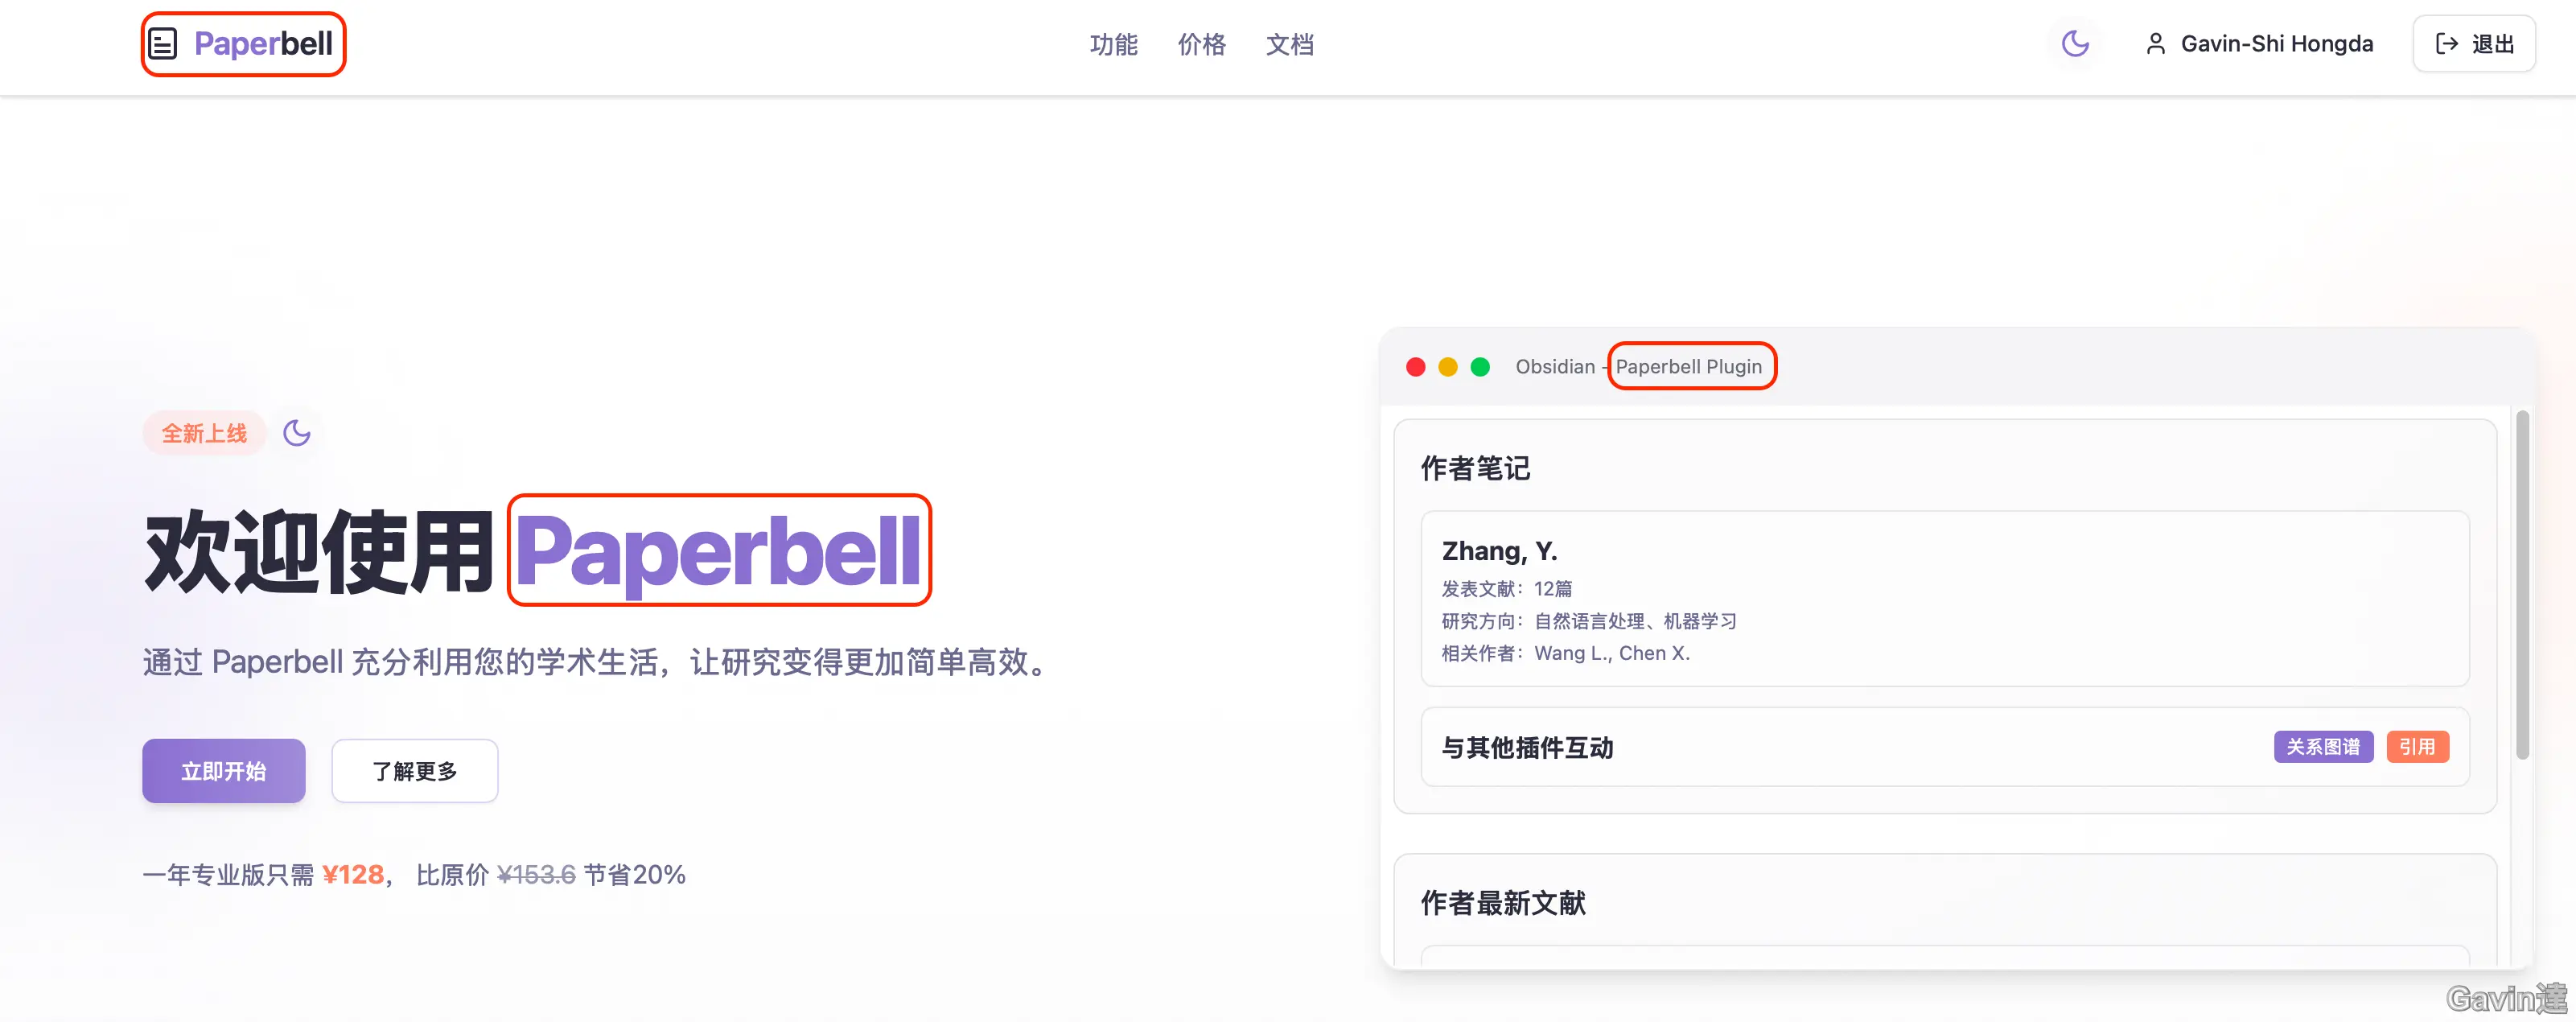 Paperbell
功能 价格 文档
Gavin-Shi Hongda
退出
全新上线
欢迎使用 Paperbell
通过 Paperbell 充分利用您的学术生活，让研究变得更加简单高效。
立即开始 了解更多
一年专业版只需 ¥128， 比原价 ¥153.6 节省20%
Obsidian - Paperbell Plugin
作者笔记
Zhang, Y.
发表文献：12篇
研究方向：自然语言处理、机器学习
相关作者：Wang L., Chen X.
与其他插件互动 关系图谱 引用
作者最新文献
Gavin達